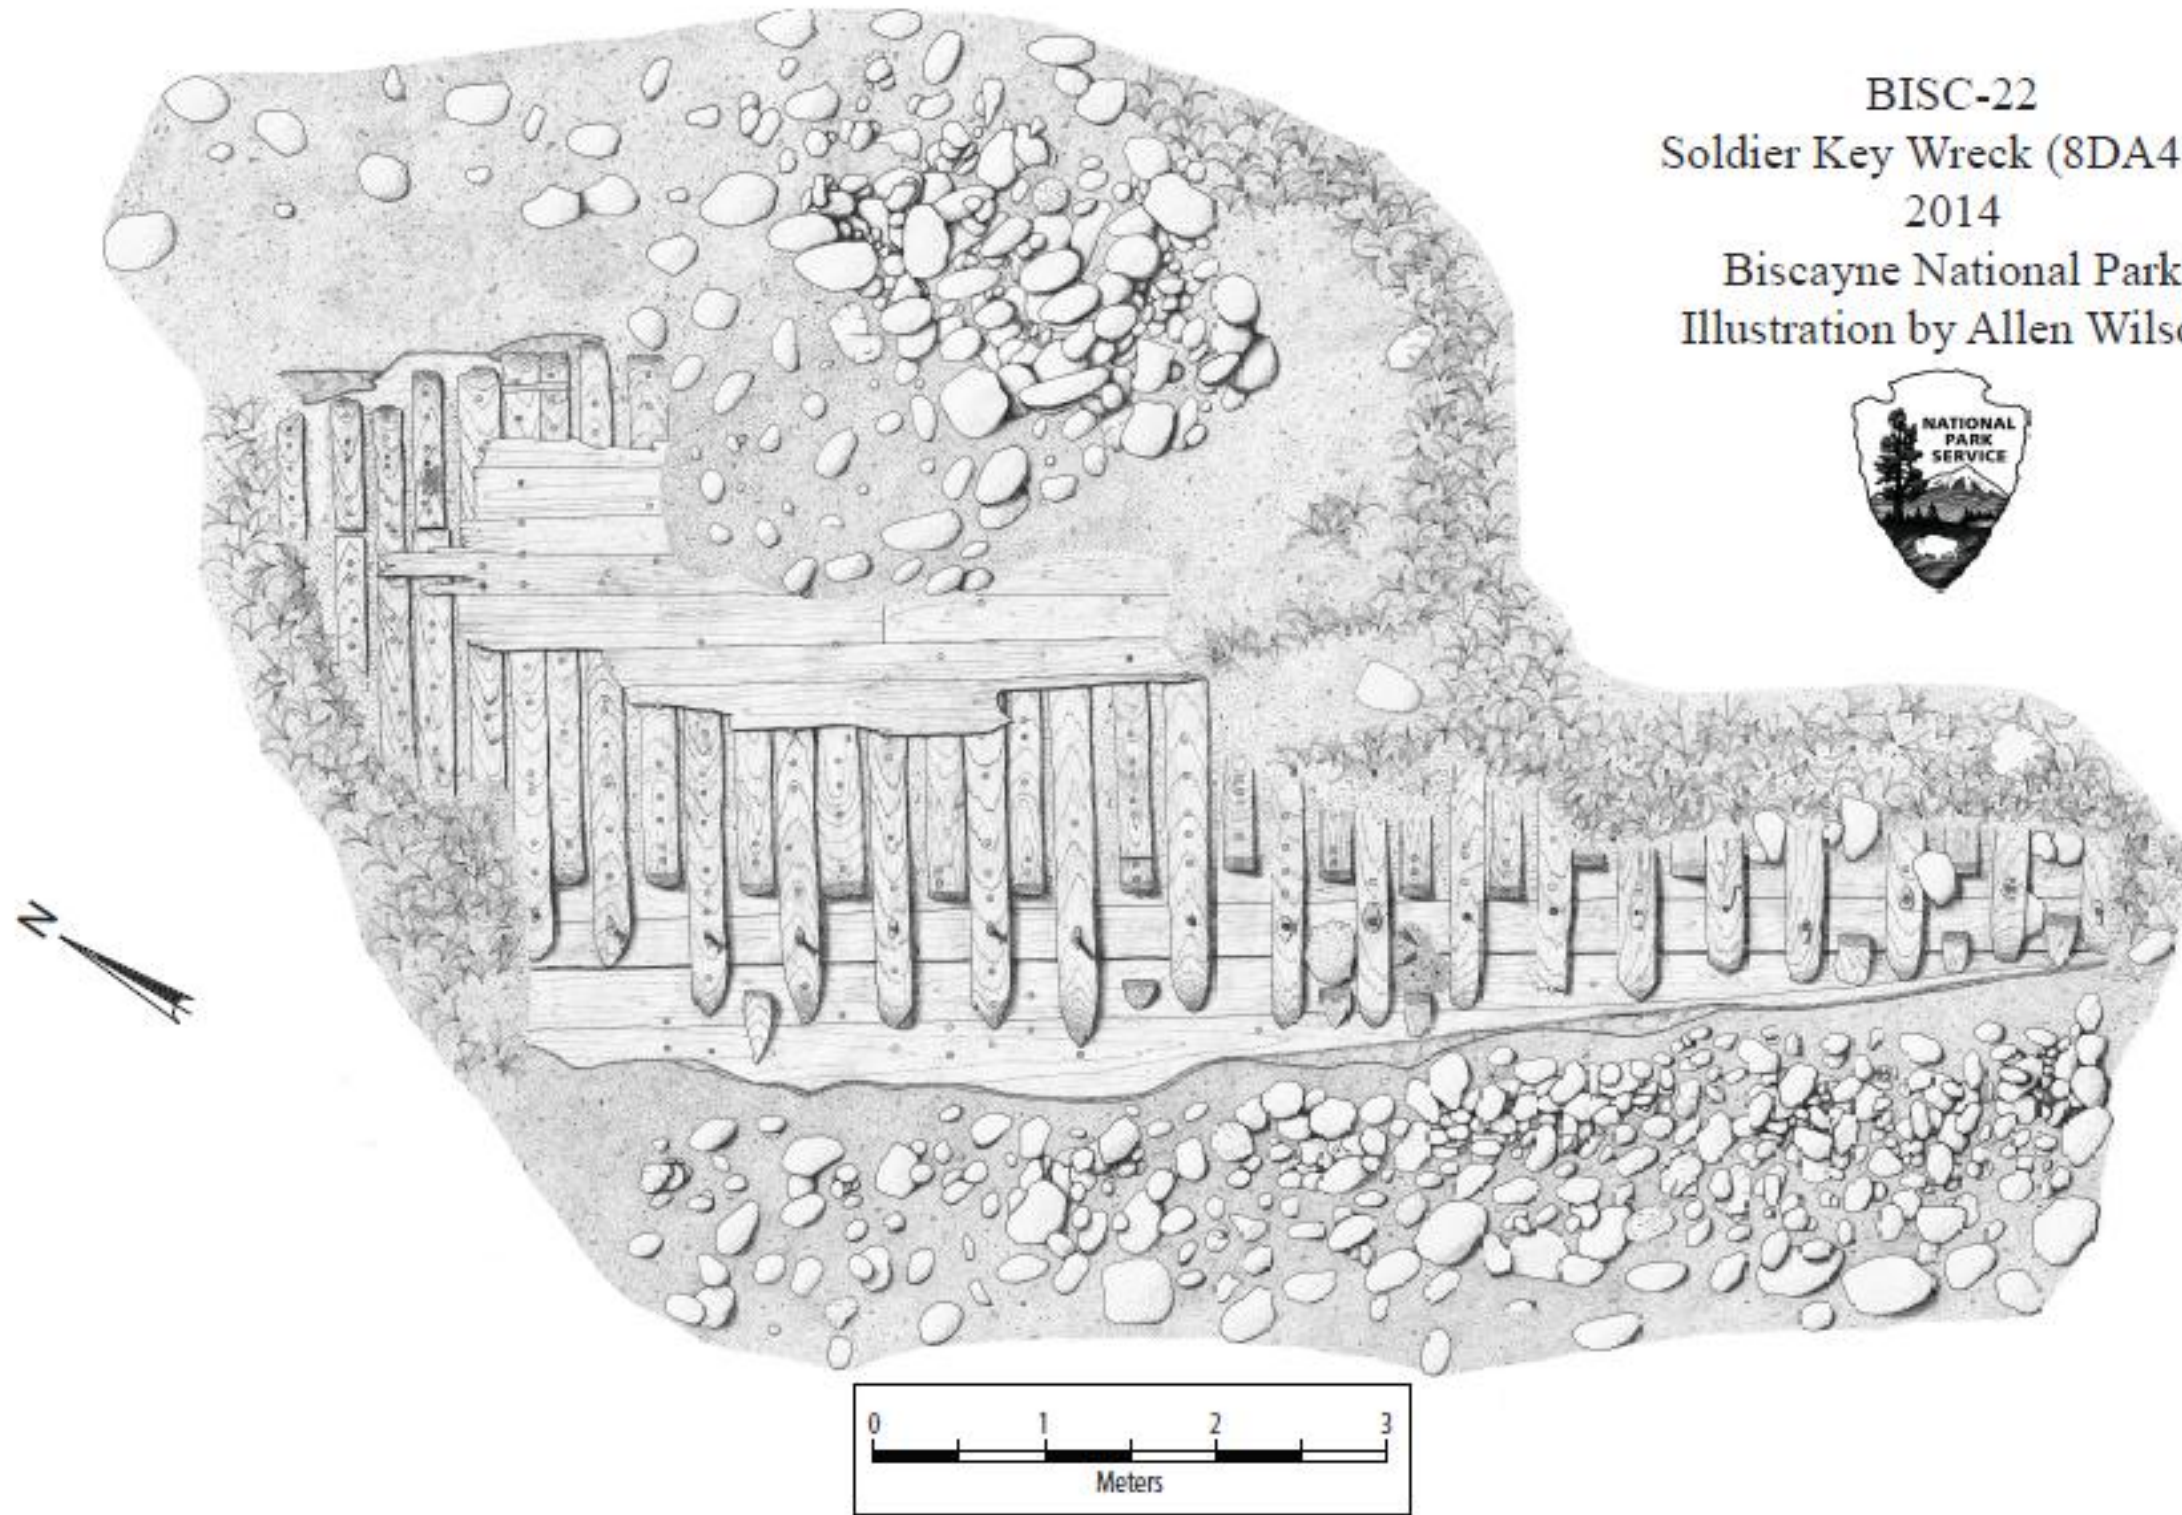 BISC-22
Soldier Key Wreck (8DA4
2014
Biscayne National Park
Illustration by Allen Wils
NATIONAL
PARK
SERVICE
N
0 1 2 3
Meters